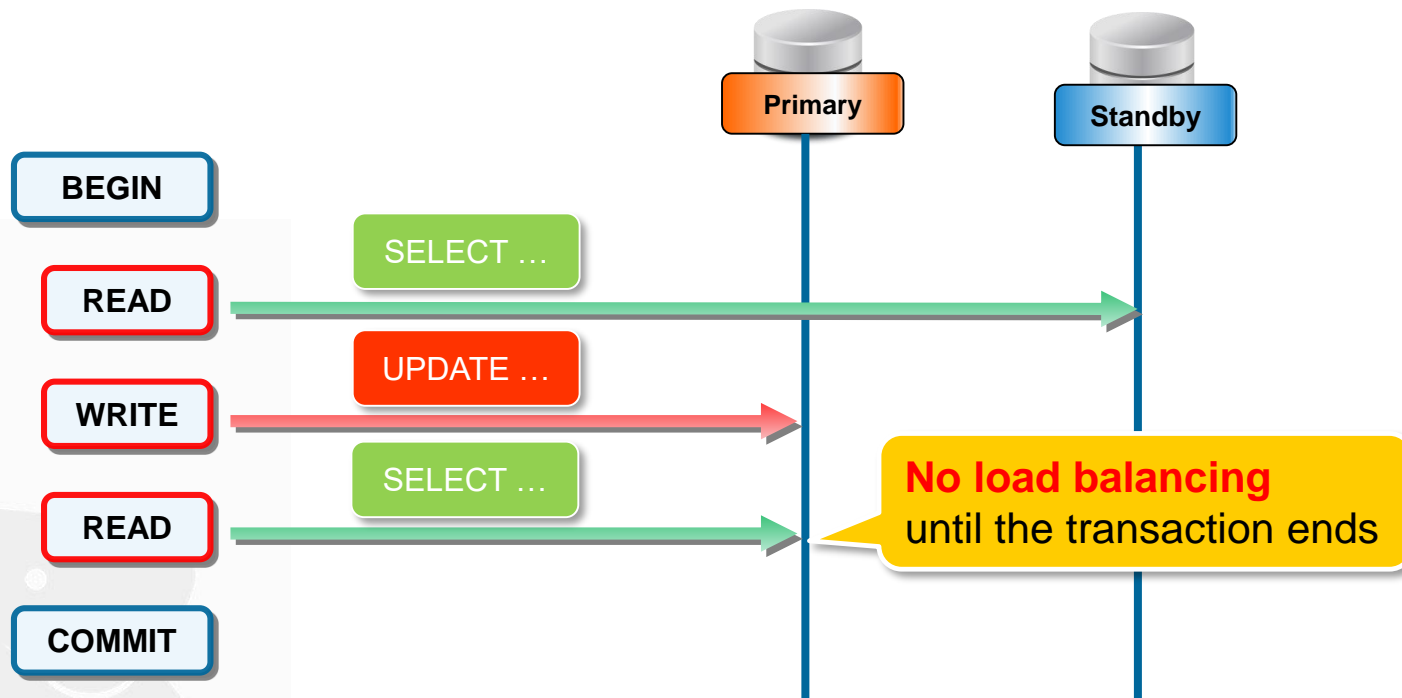 Primary
Standby
BEGIN
SELECT …
READ
UPDATE …
WRITE
SELECT …
READ
No load balancing
until the transaction ends
COMMIT